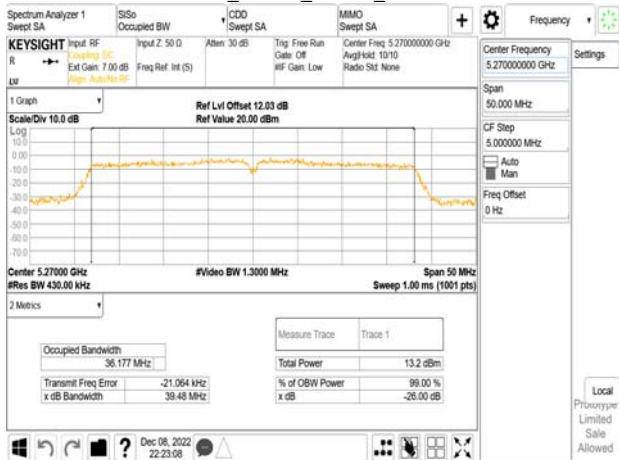 Spectrum Analyzer 1
Swept SA
SiSo
Occupied BW
CDD
Swept SA
MIMO
Swept SA
+
Frequency
KEYSIGHT
R
LXI
Input: RF
Coupling: DC
Ext Gain: 7.00 dB
Align: Auto/No RF
Input Z: 50 Ω
Freq Ref: Int (S)
Atten: 30 dB
Trig: Free Run
Gate: Off
#IF Gain: Low
Center Freq: 5.270000000 GHz
Avg|Hold: 10/10
Radio Std: None
Center Frequency
5.270000000 GHz
Settings
Span
50.000 MHz
CF Step
5.000000 MHz
Auto
Man
Freq Offset
0 Hz
1 Graph
Scale/Div 10.0 dB
Ref Lvl Offset 12.03 dB
Ref Value 20.00 dBm
Log
10.0
0.00
-10.0
-20.0
-30.0
-40.0
-50.0
-60.0
-70.0
Center 5.27000 GHz
#Res BW 430.00 kHz
#Video BW 1.3000 MHz
Span 50 MHz
Sweep 1.00 ms (1001 pts)
2 Metrics
Measure Trace Trace 1
Occupied Bandwidth
36.177 MHz
Total Power 13.2 dBm
Transmit Freq Error -21.064 kHz
% of OBW Power 99.00 %
x dB Bandwidth 39.48 MHz
x dB -26.00 dB
Local
Prototype
Limited
Sale
Allowed
?
Dec 08, 2022
22:23:08